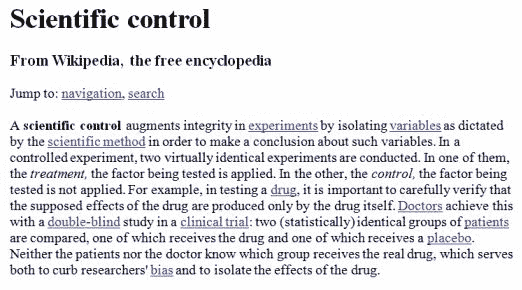 Scientific control
From Wikipedia, the free encyclopedia
Jump to: navigation, search
A scientific control augments integrity in experiments by isolating variables as dictated
by the scientific method in order to make a conclusion about such variables. In a
controlled experiment, two virtually identical experiments are conducted. In one of them,
the treatment, the factor being tested is applied. In the other, the control, the factor being
tested is not applied. For example, in testing a drug, it is important to carefully verify that
the supposed effects of the drug are produced only by the drug itself. Doctors achieve this
with a double-blind study in a clinical trial: two (statistically) identical groups of patients
are compared, one of which receives the drug and one of which receives a placebo.
Neither the patients nor the doctor know which group receives the real drug, which serves
both to curb researchers' bias and to isolate the effects of the drug.